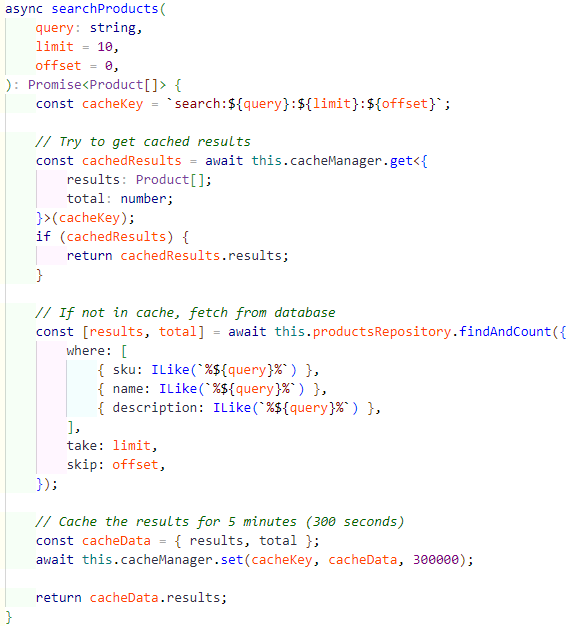 async searchProducts(
    query: string,
    limit = 10,
    offset = 0,
): Promise<Product[]> {
    const cacheKey = `search:${query}:${limit}:${offset}`;

    // Try to get cached results
    const cachedResults = await this.cacheManager.get<{
        results: Product[];
        total: number;
    }>(cacheKey);
    if (cachedResults) {
        return cachedResults.results;
    }

    // If not in cache, fetch from database
    const [results, total] = await this.productsRepository.findAndCount({
        where: [
            { sku: ILike(`%${query}%`) },
            { name: ILike(`%${query}%`) },
            { description: ILike(`%${query}%`) },
        ],
        take: limit,
        skip: offset,
    });

    // Cache the results for 5 minutes (300 seconds)
    const cacheData = { results, total };
    await this.cacheManager.set(cacheKey, cacheData, 300000);

    return cacheData.results;
}